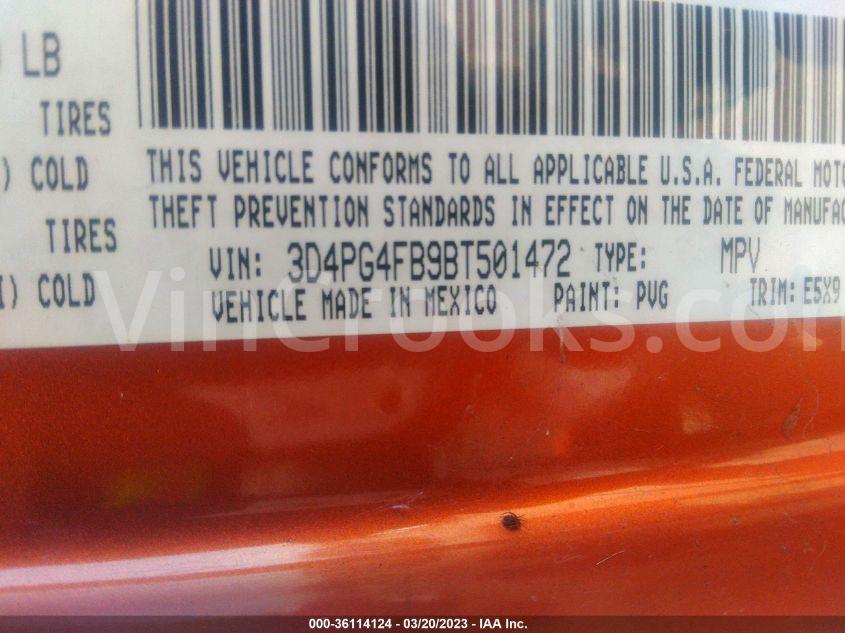 LB
TIRES
) COLD
TIRES
) COLD
THIS VEHICLE CONFORMS TO ALL APPLICABLE U.S.A. FEDERAL
THEFT PREVENTION STANDARDS IN EFFECT ON THE DATE OF
VIN: 3D4PG4FB9BT501472 TYPE: MPV
VEHICLE MADE IN MEXICO PAINT: PVG TRIM: E5X9
VinCrooks.com
000-36114124 - 03/20/2023 - IAA Inc.